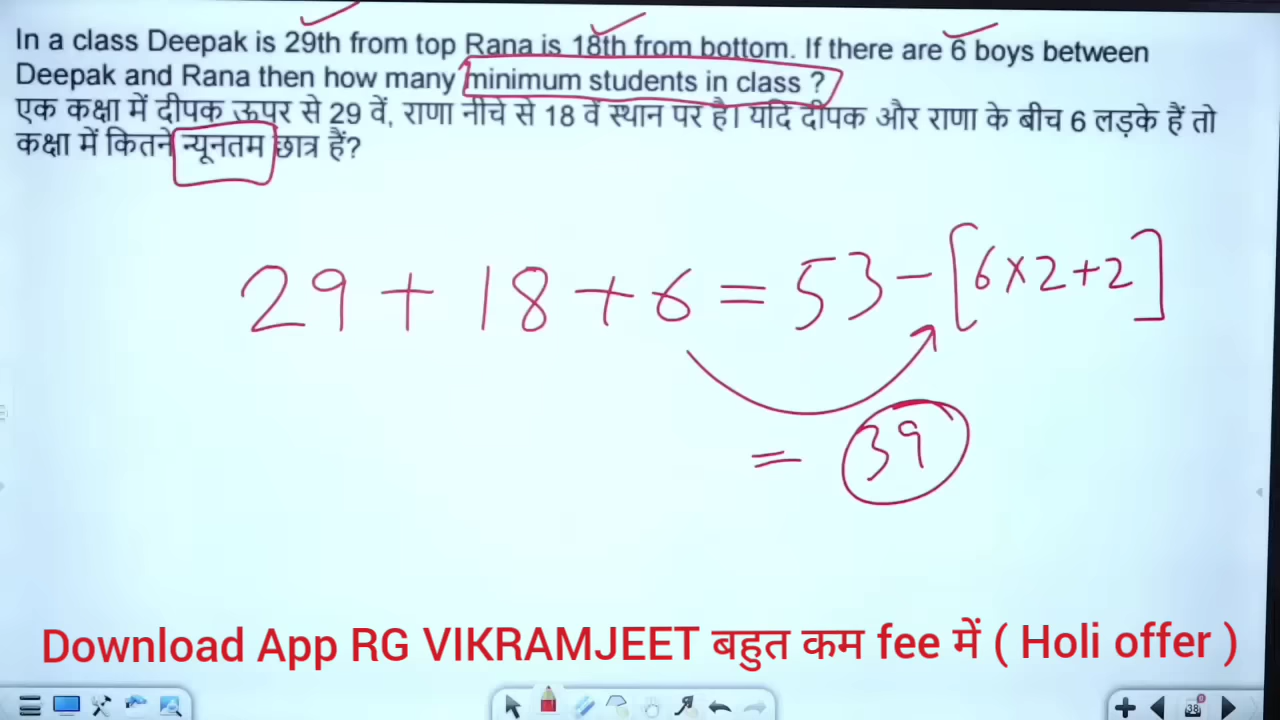 In a class Deepak is 29th from top Rana is 18th from bottom. If there are 6 boys between
Deepak and Rana then how many minimum students in class ?
एक कक्षा में दीपक ऊपर से 29 वें, राणा नीचे से 18 वें स्थान पर है। यदि दीपक और राणा के बीच 6 लड़के हैं तो
कक्षा में कितने न्यूनतम छात्र हैं?
29 + 18 + 6 = 53 - [6×2+2]
= 39
Download App RG VIKRAMJEET बहुत कम fee में ( Holi offer )
38